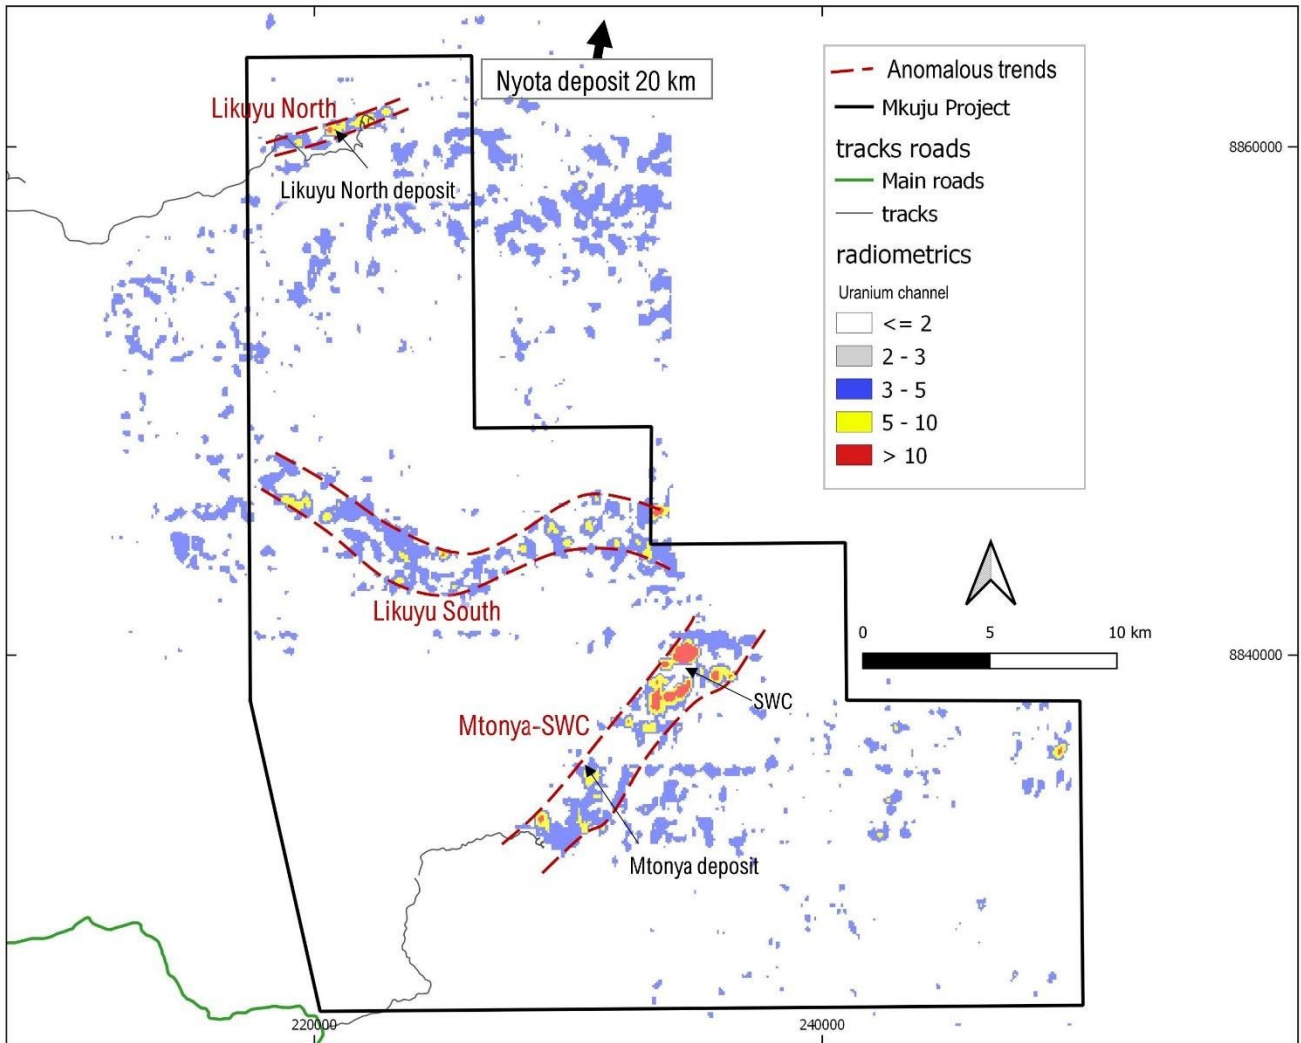 Nyota deposit 20 km
Likuyu North
Likuyu North deposit
Anomalous trends
Mkuju Project
tracks roads
Main roads
tracks
radiometrics
Uranium channel
<= 2
2 - 3
3 - 5
5 - 10
> 10
8860000
Likuyu South
0 5 10 km
8840000
SWC
Mtonya-SWC
Mtonya deposit
220000
240000